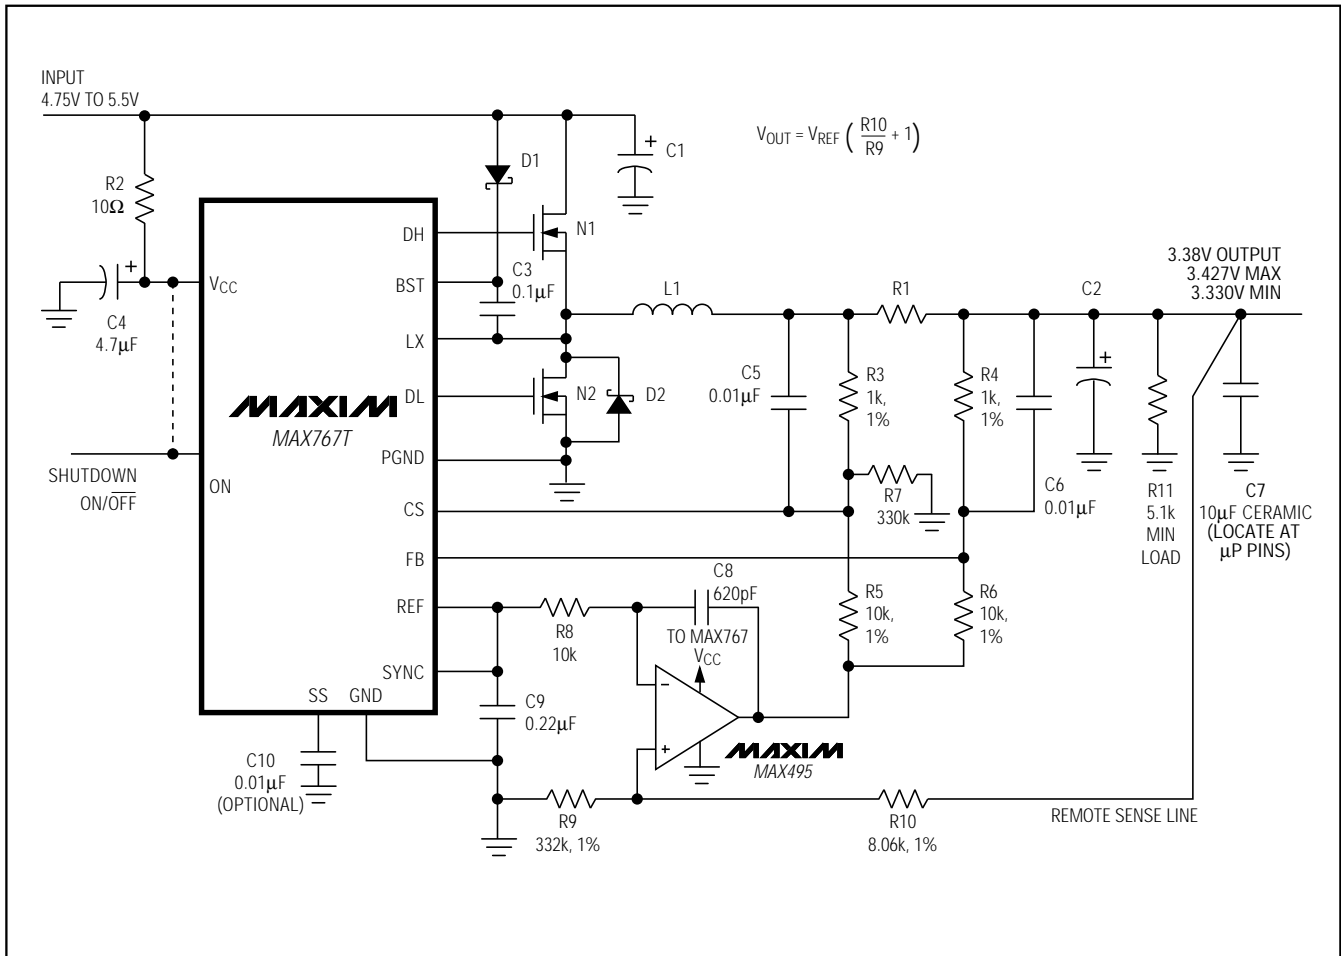 INPUT
4.75V TO 5.5V
V_OUT = V_REF ( R10/R9 + 1 )
R2
10Ω
D1
C1
DH
N1
V_CC
BST
C3
0.1μF
C4
4.7μF
LX
L1
R1
C2
3.38V OUTPUT
3.427V MAX
3.330V MIN
DL
N2
D2
C5
0.01μF
R3
1k,
1%
R4
1k,
1%
MAXIM
MAX767T
PGND
SHUTDOWN
ON/OFF
ON
CS
R7
330k
C6
0.01μF
R11
5.1k
MIN
LOAD
C7
10μF CERAMIC
(LOCATE AT
μP PINS)
FB
REF
R8
10k
C8
620pF
TO MAX767
V_CC
R5
10k,
1%
R6
10k,
1%
SYNC
SS
GND
C9
0.22μF
C10
0.01μF
(OPTIONAL)
−
+
MAXIM
MAX495
R9
332k, 1%
R10
8.06k, 1%
REMOTE SENSE LINE
+
+
+